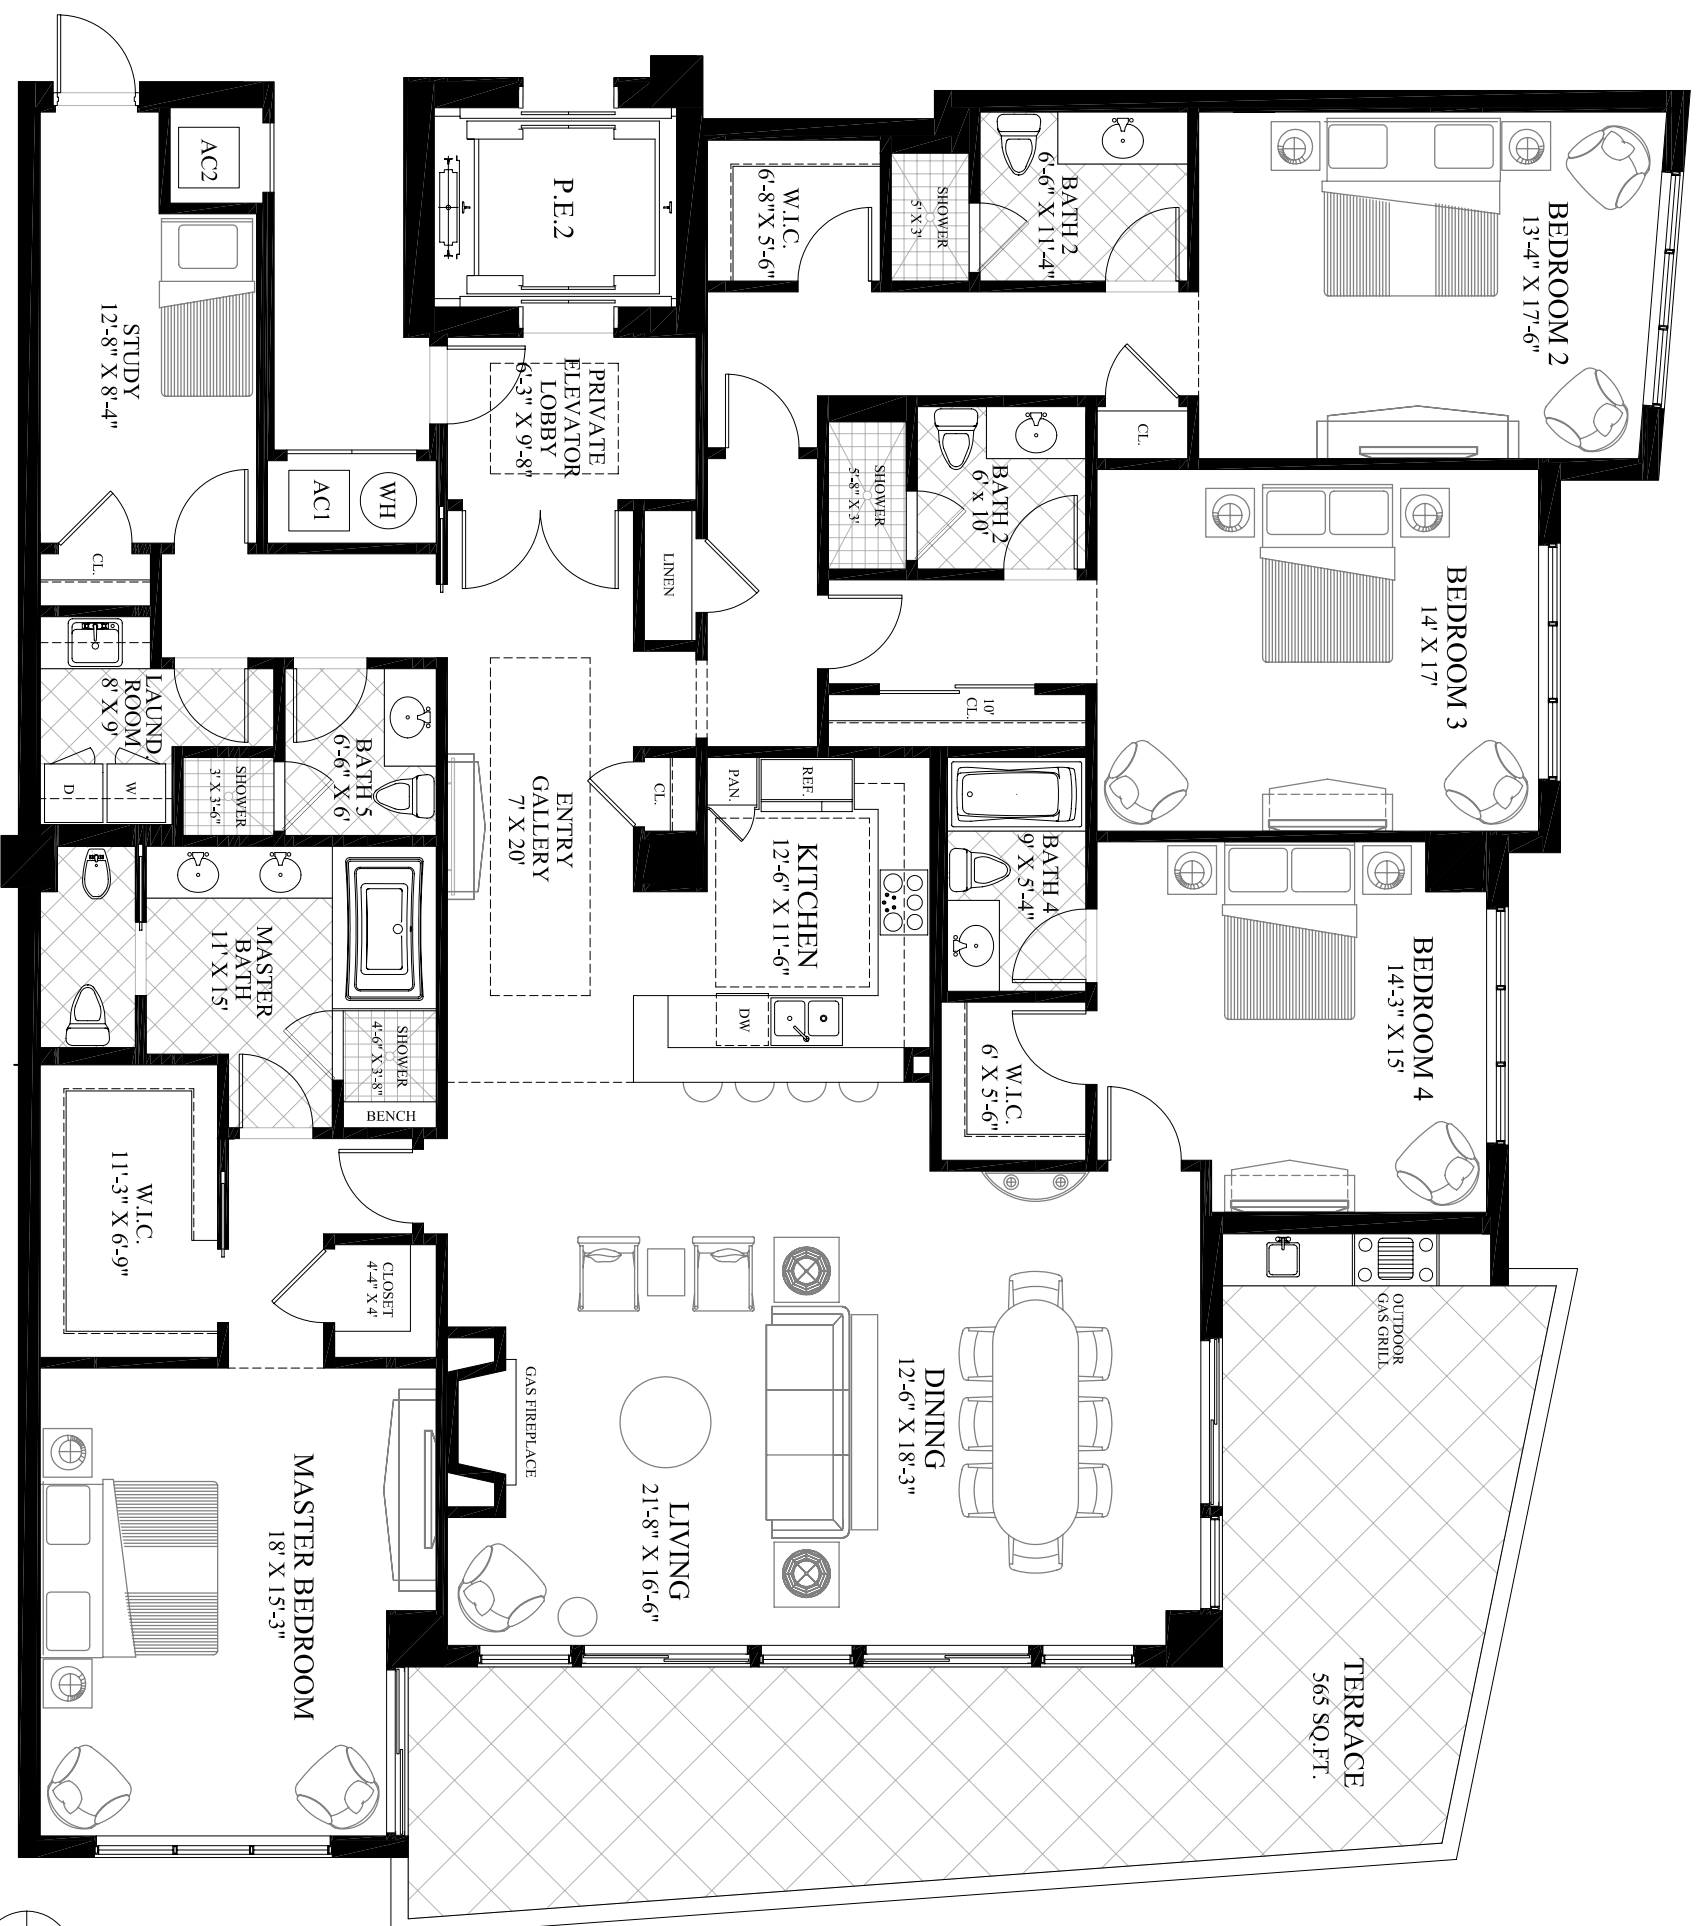 BEDROOM 2
13'-4" X 17'-6"
BATH 2
6'-6" X 11'-4"
SHOWER
5' X 3'
W.I.C.
6'-8"X 5'-6"
P.E.2
AC2
STUDY
12'-8" X 8'-4"
PRIVATE
ELEVATOR
LOBBY
6'-3" X 9'-8"
CL.
BATH 2
6' X 10'
SHOWER
5'-8" X 3'
WH
AC1
LINEN
CL.
BEDROOM 3
14' X 17'
10'
CL.
LAUND.
ROOM
8' X 9'
W
D
BATH 5
6'-6" X 6'
SHOWER
3' X 3'-6"
ENTRY
GALLERY
7' X 20'
CL.
PAN.
REF.
KITCHEN
12'-6" X 11'-6"
DW
BATH 4
9' X 5'-4"
BEDROOM 4
14'-3" X 15'
W.I.C.
6' X 5'-6"
MASTER
BATH
11' X 15'
SHOWER
4'-6" X 3'-8"
BENCH
W.I.C.
11'-3" X 6'-9"
CLOSET
4'-4" X 4'
GAS FIREPLACE
OUTDOOR
GAS GRILL
DINING
12'-6" X 18'-3"
LIVING
21'-8" X 16'-6"
MASTER BEDROOM
18' X 15'-3"
TERRACE
565 SQ.FT.